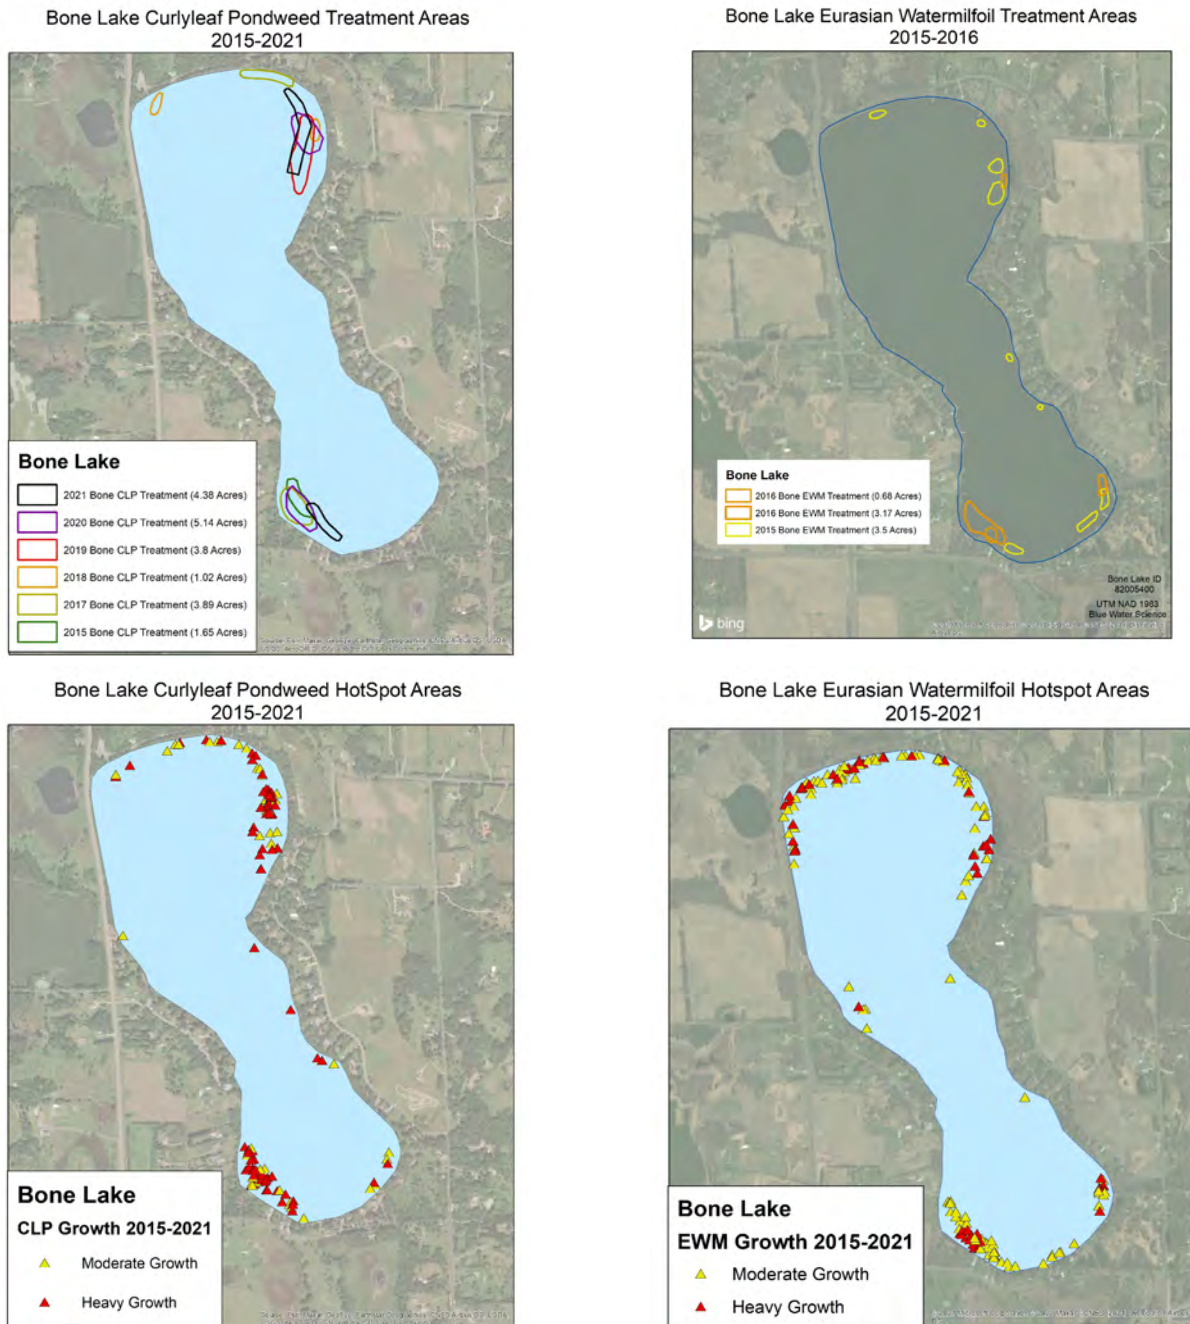 Bone Lake Curlyleaf Pondweed Treatment Areas
2015-2021
Bone Lake
2021 Bone CLP Treatment (4.38 Acres)
2020 Bone CLP Treatment (5.14 Acres)
2019 Bone CLP Treatment (3.8 Acres)
2018 Bone CLP Treatment (1.02 Acres)
2017 Bone CLP Treatment (3.89 Acres)
2015 Bone CLP Treatment (1.65 Acres)
Bone Lake Eurasian Watermilfoil Treatment Areas
2015-2016
Bone Lake
2016 Bone EWM Treatment (0.68 Acres)
2016 Bone EWM Treatment (3.17 Acres)
2015 Bone EWM Treatment (3.5 Acres)
Bone Lake ID
82005400
UTM NAD 1983
Blue Water Science
bing
Bone Lake Curlyleaf Pondweed HotSpot Areas
2015-2021
Bone Lake
CLP Growth 2015-2021
Moderate Growth
Heavy Growth
Bone Lake Eurasian Watermilfoil Hotspot Areas
2015-2021
Bone Lake
EWM Growth 2015-2021
Moderate Growth
Heavy Growth